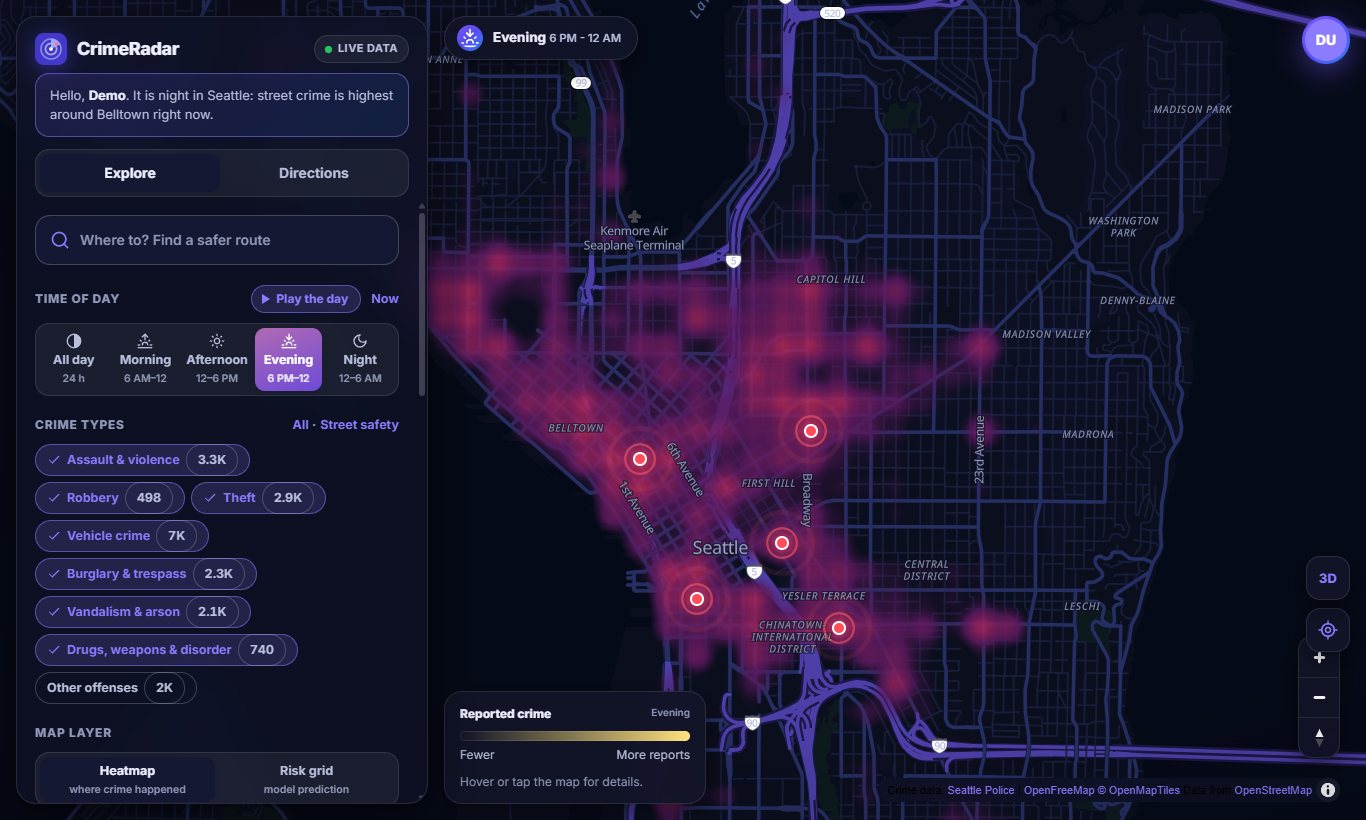 CrimeRadar
LIVE DATA
Hello, Demo. It is night in Seattle: street crime is highest
around Belltown right now.
Explore
Directions
Where to? Find a safer route
TIME OF DAY
Play the day
Now
All day
24 h
Morning
6 AM–12
Afternoon
12–6 PM
Evening
6 PM–12
Night
12–6 AM
CRIME TYPES
All · Street safety
Assault & violence 3.3K
Robbery 498
Theft 2.9K
Vehicle crime 7K
Burglary & trespass 2.3K
Vandalism & arson 2.1K
Drugs, weapons & disorder 740
Other offenses 2K
MAP LAYER
Heatmap
where crime happened
Risk grid
model prediction
Evening 6 PM - 12 AM
DU
520
99
MADISON PARK
WASHINGTON
PARK
Kenmore Air
Seaplane Terminal
5
CAPITOL HILL
DENNY-BLAINE
MADISON VALLEY
BELLTOWN
6th Avenue
1st Avenue
FIRST HILL
Broadway
23rd Avenue
MADRONA
Seattle
5
CENTRAL
DISTRICT
YESLER TERRACE
LESCHI
CHINATOWN-
INTERNATIONAL
DISTRICT
90
90
3D
Reported crime
Evening
Fewer
More reports
Hover or tap the map for details.
Crime data: Seattle Police OpenFreeMap © OpenMapTiles Data from OpenStreetMap